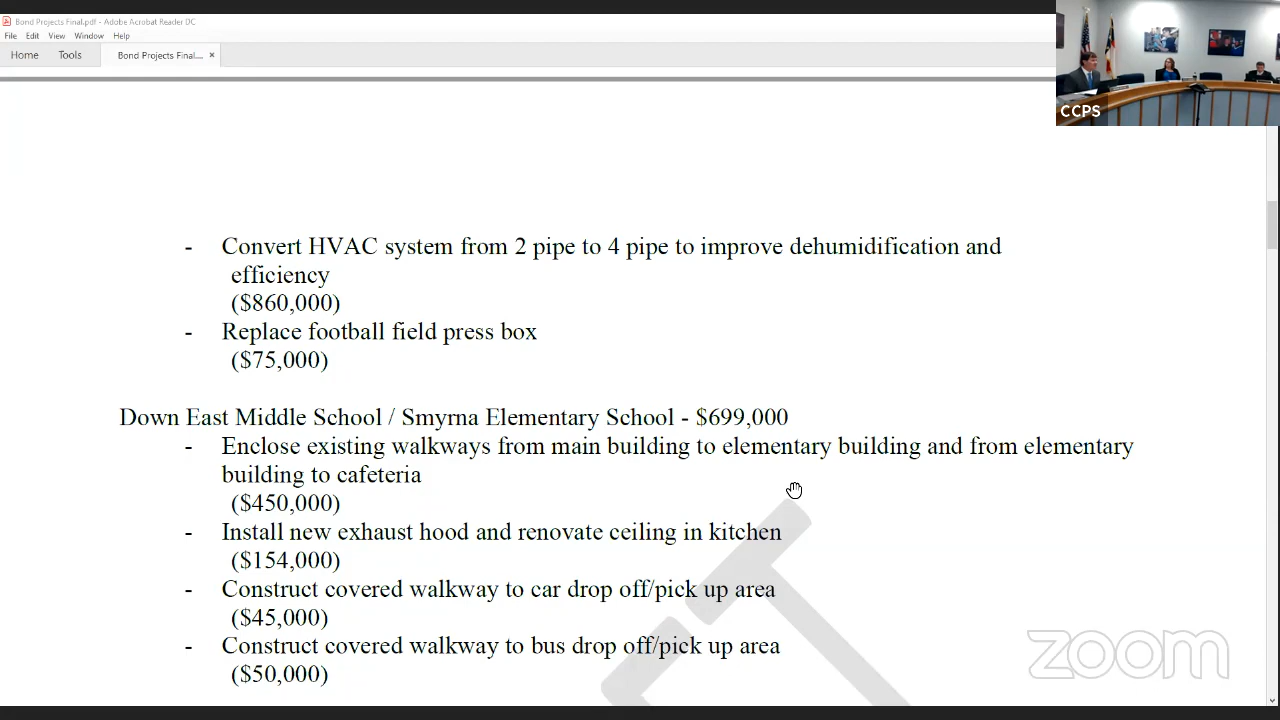 Bond Projects Final.pdf - Adobe Acrobat Reader DC
File Edit View Window Help
Home Tools Bond Projects Final.... ×
CCPS
- Convert HVAC system from 2 pipe to 4 pipe to improve dehumidification and
efficiency
($860,000)
- Replace football field press box
($75,000)
Down East Middle School / Smyrna Elementary School - $699,000
- Enclose existing walkways from main building to elementary building and from elementary
building to cafeteria
($450,000)
- Install new exhaust hood and renovate ceiling in kitchen
($154,000)
- Construct covered walkway to car drop off/pick up area
($45,000)
- Construct covered walkway to bus drop off/pick up area
($50,000)
zoom